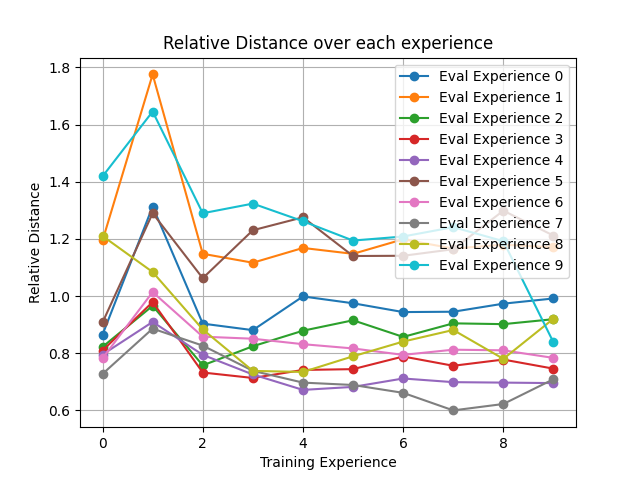 Relative Distance over each experience
Relative Distance
1.8
1.6
1.4
1.2
1.0
0.8
0.6
0
2
4
6
8
Training Experience
Eval Experience 0
Eval Experience 1
Eval Experience 2
Eval Experience 3
Eval Experience 4
Eval Experience 5
Eval Experience 6
Eval Experience 7
Eval Experience 8
Eval Experience 9